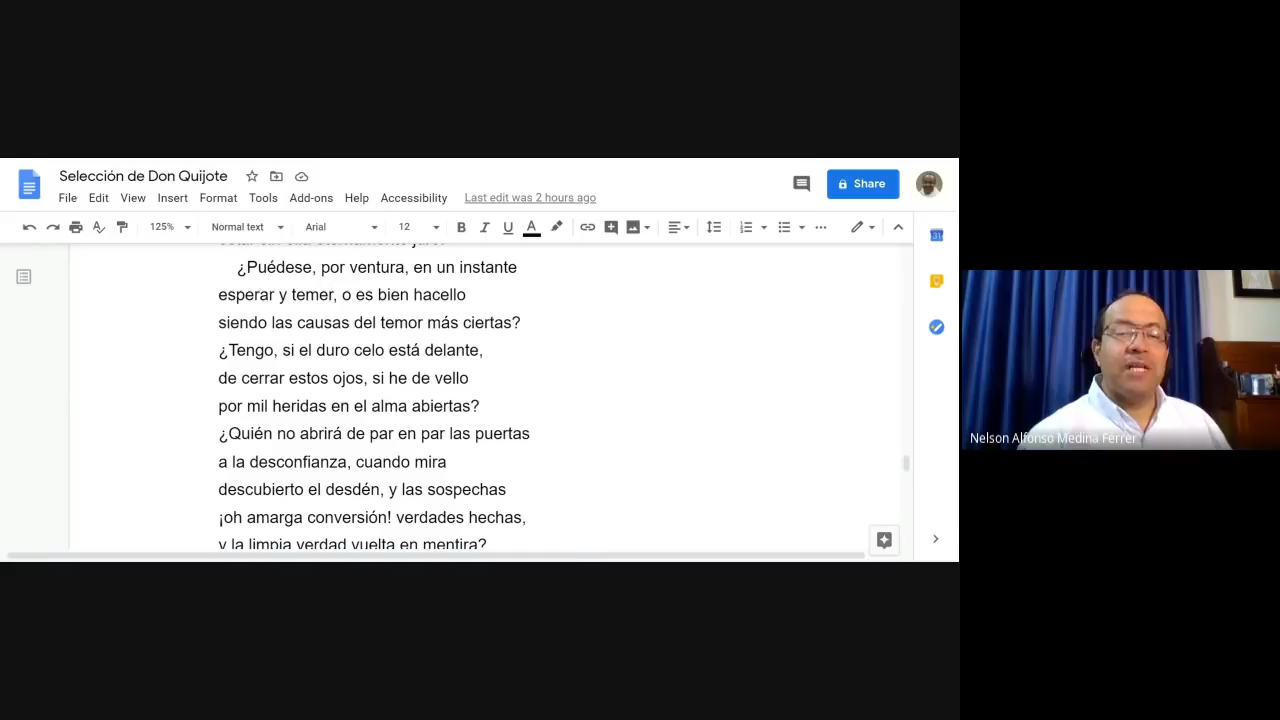 Selección de Don Quijote
File Edit View Insert Format Tools Add-ons Help Accessibility Last edit was 2 hours ago
Share
125% Normal text Arial 12 B I U A
¿Puédese, por ventura, en un instante
esperar y temer, o es bien hacello
siendo las causas del temor más ciertas?
¿Tengo, si el duro celo está delante,
de cerrar estos ojos, si he de vello
por mil heridas en el alma abiertas?
¿Quién no abrirá de par en par las puertas
a la desconfianza, cuando mira
descubierto el desdén, y las sospechas
¡oh amarga conversión! verdades hechas,
y la limpia verdad vuelta en mentira?
31
Nelson Alfonso Medina Ferrer